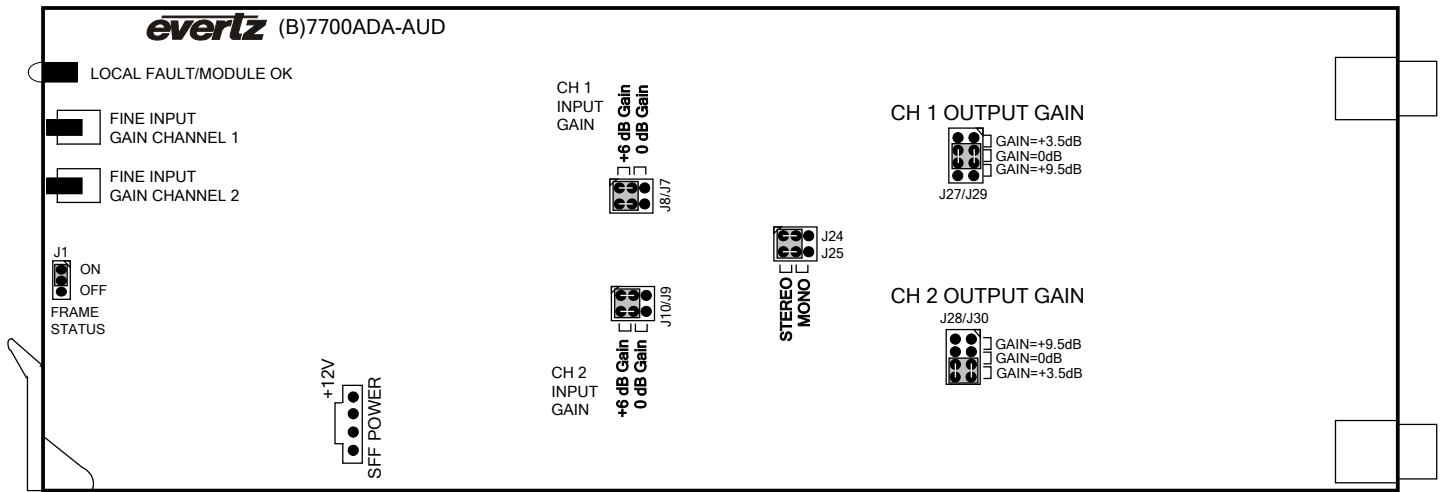 evertz (B)7700ADA-AUD
LOCAL FAULT/MODULE OK
FINE INPUT
GAIN CHANNEL 1
FINE INPUT
GAIN CHANNEL 2
J1
ON
OFF
FRAME
STATUS
+12V
SFF POWER
CH 1
INPUT
GAIN
+6 dB Gain
0 dB Gain
J8/J7
J10/J9
CH 2
INPUT
GAIN
+6 dB Gain
0 dB Gain
J24
J25
STEREO
MONO
CH 1 OUTPUT GAIN
GAIN=+3.5dB
GAIN=0dB
GAIN=+9.5dB
J27/J29
CH 2 OUTPUT GAIN
J28/J30
GAIN=+9.5dB
GAIN=0dB
GAIN=+3.5dB